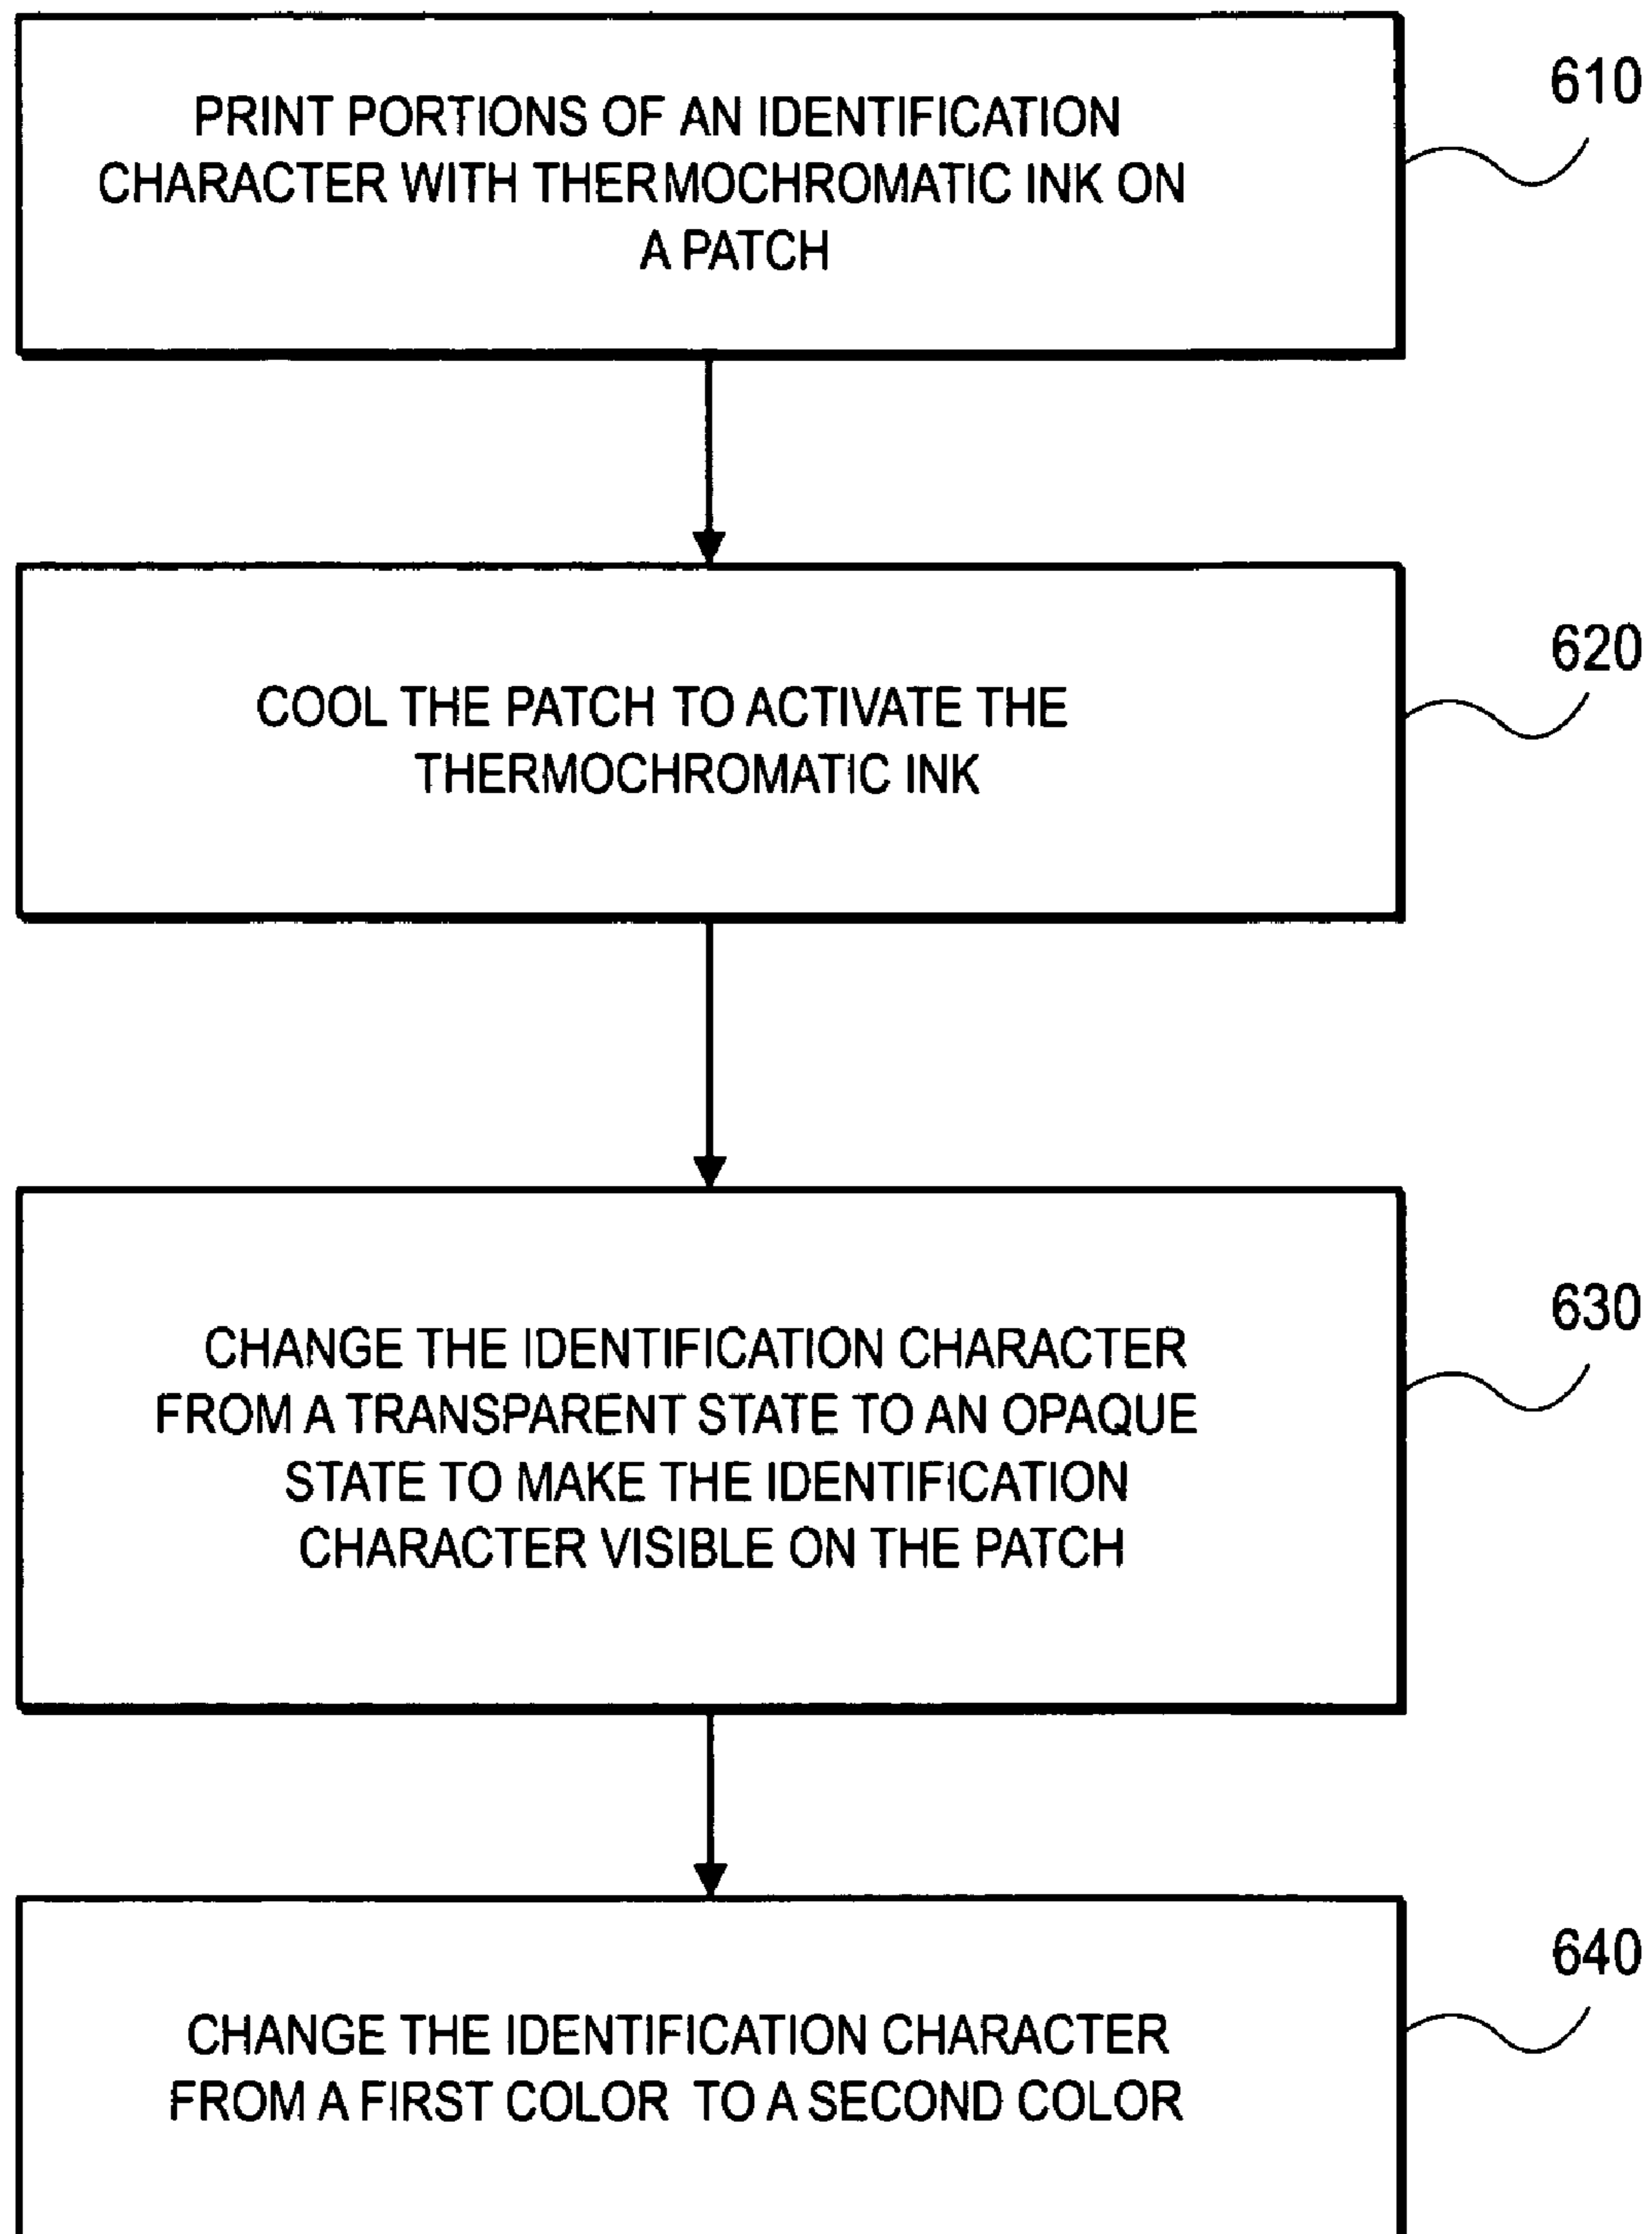 PRINT PORTIONS OF AN IDENTIFICATION
CHARACTER WITH THERMOCHROMATIC INK ON
A PATCH
610
COOL THE PATCH TO ACTIVATE THE
THERMOCHROMATIC INK
620
CHANGE THE IDENTIFICATION CHARACTER
FROM A TRANSPARENT STATE TO AN OPAQUE
STATE TO MAKE THE IDENTIFICATION
CHARACTER VISIBLE ON THE PATCH
630
CHANGE THE IDENTIFICATION CHARACTER
FROM A FIRST COLOR TO A SECOND COLOR
640